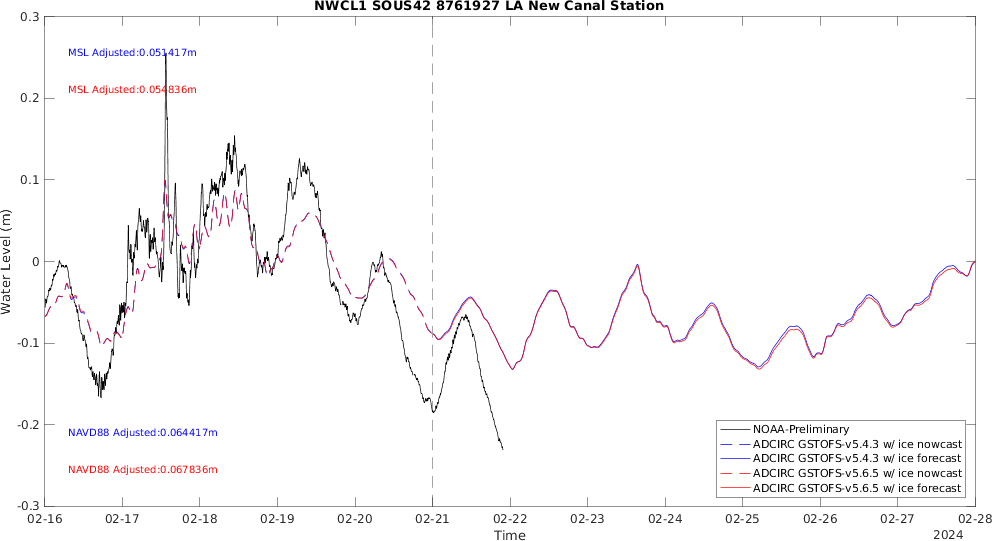 NWCL1 SOUS42 8761927 LA New Canal Station
0.3
0.2
0.1
0
-0.1
-0.2
-0.3
Water Level (m)
MSL Adjusted:0.051417m
MSL Adjusted:0.054836m
NAVD88 Adjusted:0.064417m
NAVD88 Adjusted:0.067836m
NOAA-Preliminary
ADCIRC GSTOFS-v5.4.3 w/ ice nowcast
ADCIRC GSTOFS-v5.4.3 w/ ice forecast
ADCIRC GSTOFS-v5.6.5 w/ ice nowcast
ADCIRC GSTOFS-v5.6.5 w/ ice forecast
02-16 02-17 02-18 02-19 02-20 02-21 02-22 02-23 02-24 02-25 02-26 02-27 02-28
Time
2024